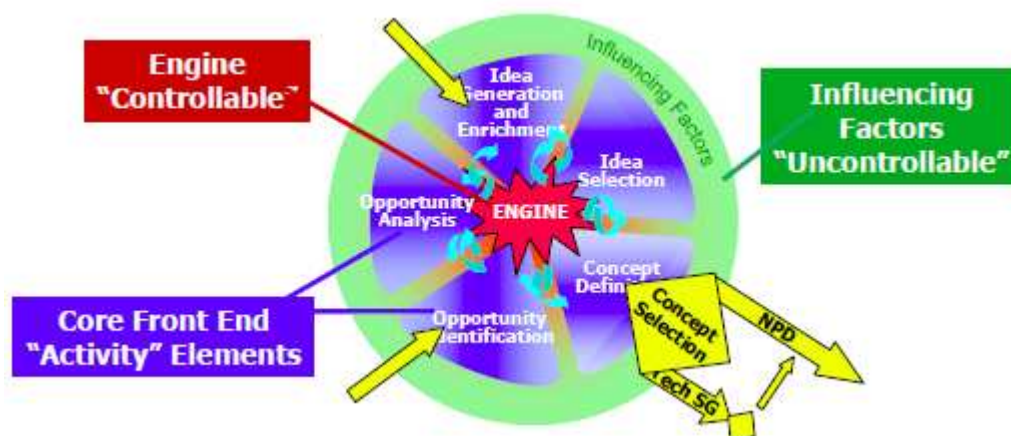 Engine
“Controllable”
Idea
Generation
and
Enrichment
Influencing Factors
Influencing
Factors
“Uncontrollable”
Idea
Selection
Opportunity
Analysis
ENGINE
Concept
Opportunity
Core Front End
“Activity” Elements
Concept
Selection
NPD
Tech SG